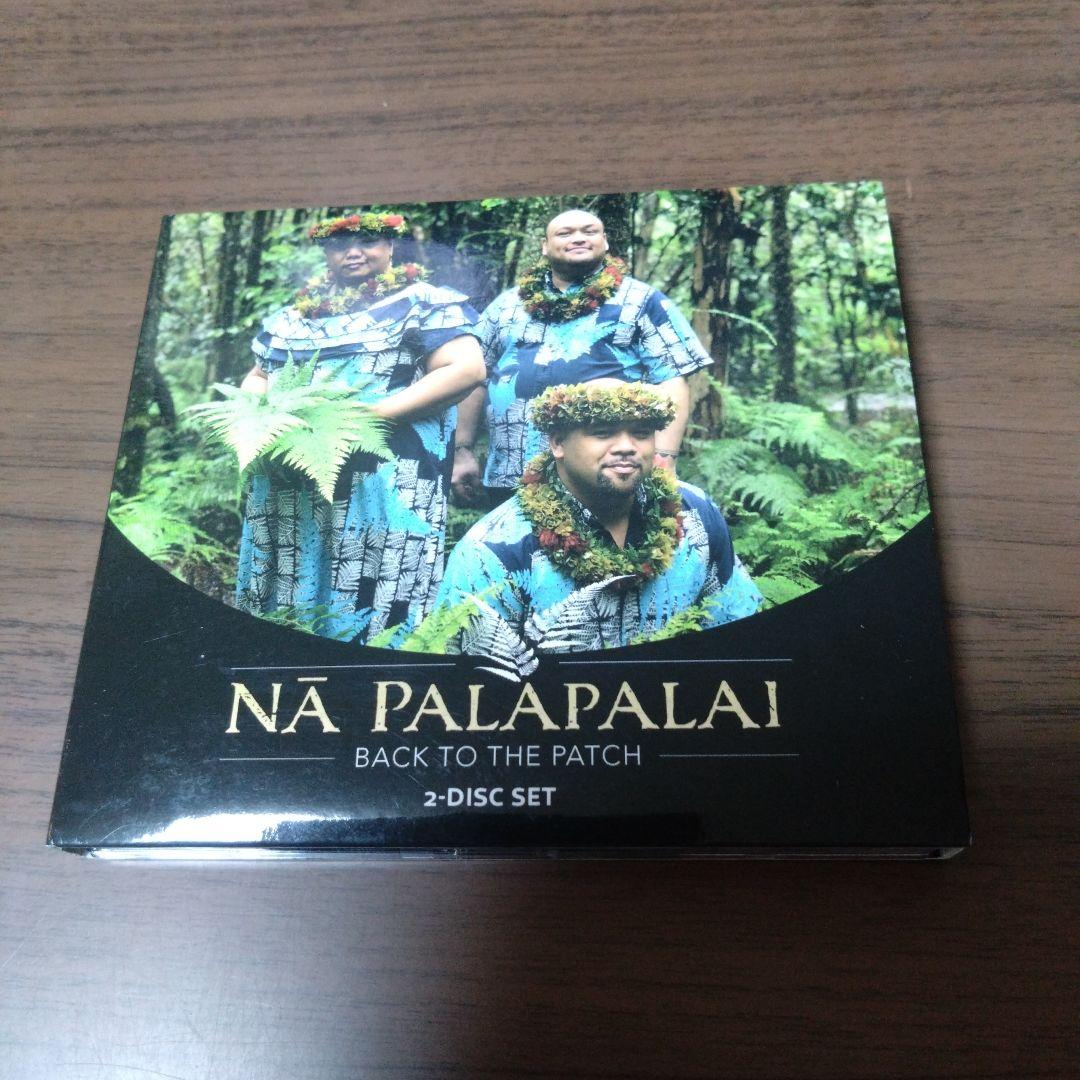 NĀ PALAPALAI
BACK TO THE PATCH
2-DISC SET